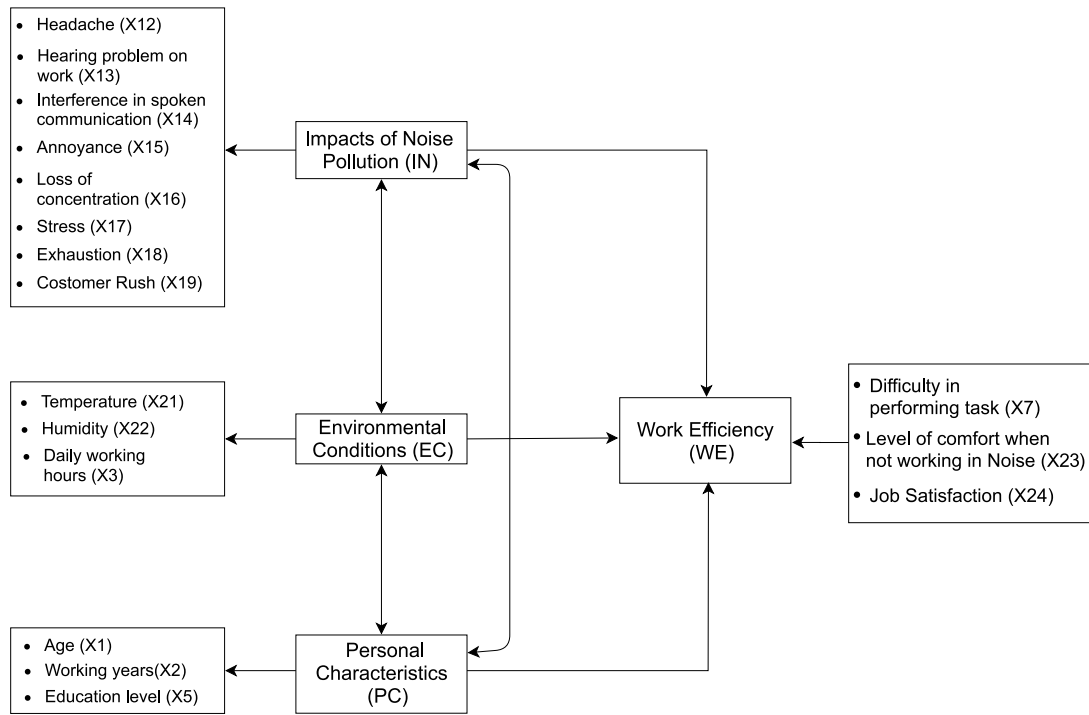 Headache (X12)
Hearing problem on
work (X13)
Interference in spoken
communication (X14)
Annoyance (X15)
Loss of
concentration (X16)
Stress (X17)
Exhaustion (X18)
Costomer Rush (X19)
Impacts of Noise
Pollution (IN)
Temperature (X21)
Humidity (X22)
Daily working
hours (X3)
Environmental
Conditions (EC)
Work Efficiency
(WE)
Difficulty in
performing task (X7)
Level of comfort when
not working in Noise (X23)
Job Satisfaction (X24)
Age (X1)
Working years(X2)
Education level (X5)
Personal
Characteristics
(PC)